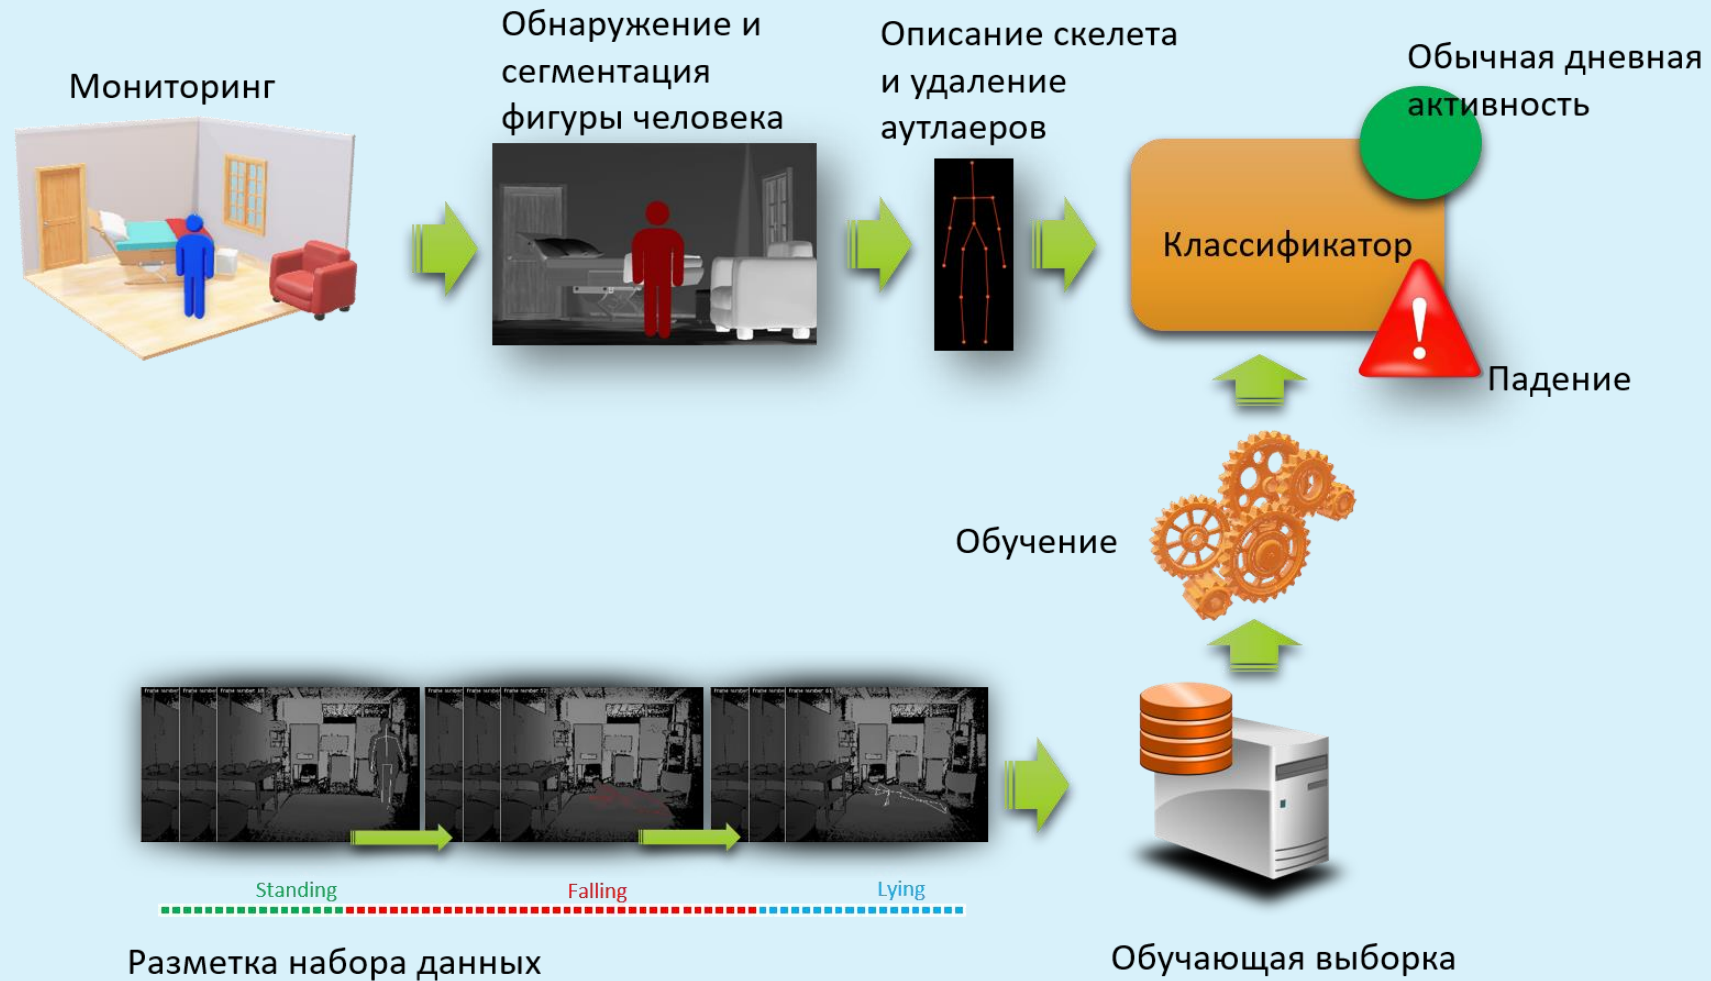 Мониторинг
Обнаружение и
сегментация
фигуры человека
Описание скелета
и удаление
аутлаеров
Обычная дневная
активность
Классификатор
Падение
Обучение
Standing
Falling
Lying
Разметка набора данных
Обучающая выборка